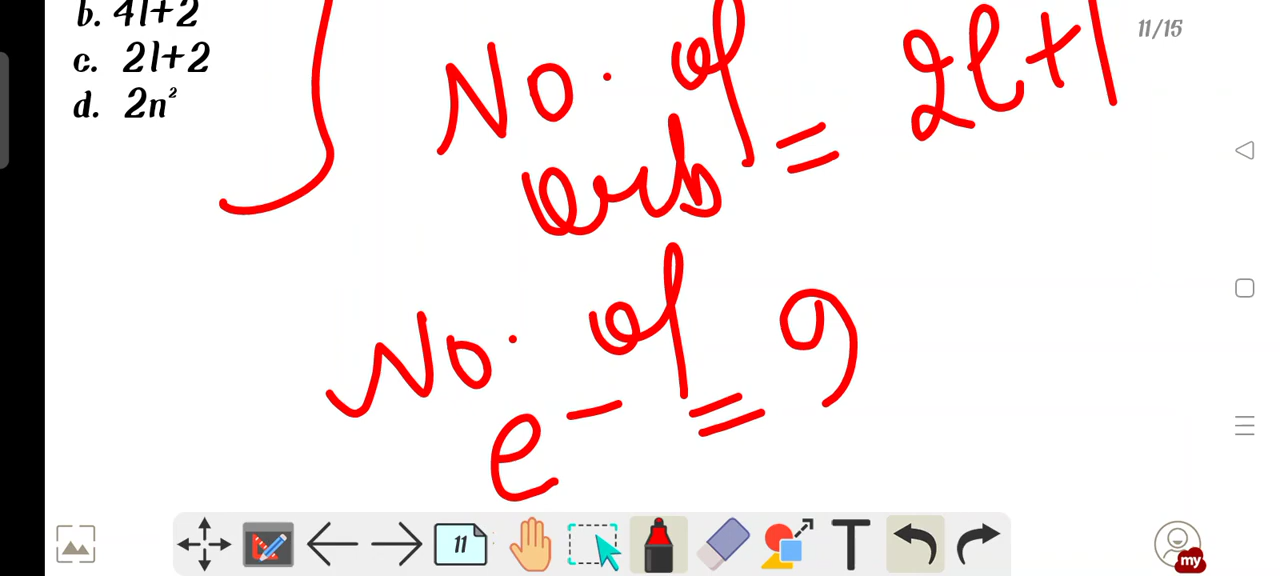 b. 4l+2
c. 2l+2
d. 2n²
11/15
No. of
orb = 2l+1
No. of
e⁻ = 9
11
my